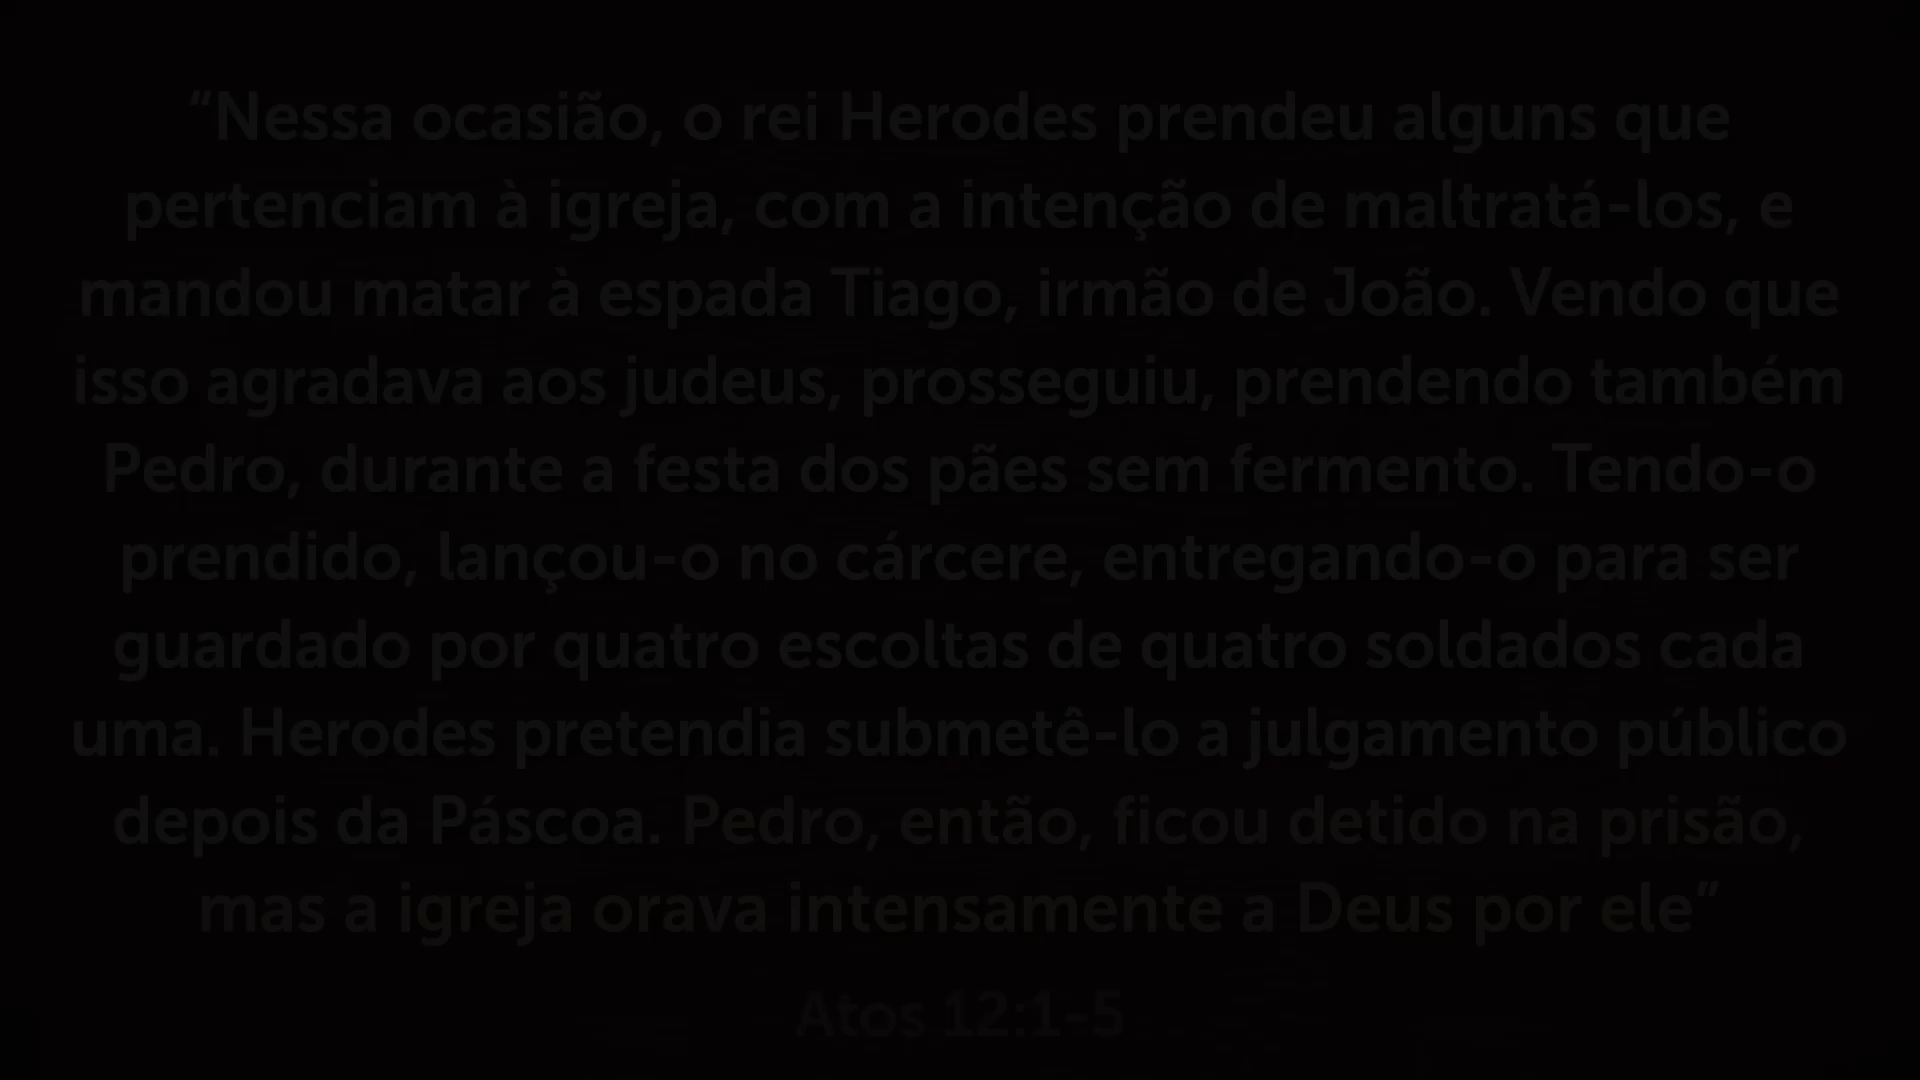 “Nessa ocasião, o rei Herodes prendeu alguns que
pertenciam à igreja, com a intenção de maltratá-los, e
mandou matar à espada Tiago, irmão de João. Vendo que
isso agradava aos judeus, prosseguiu, prendendo também
Pedro, durante a festa dos pães sem fermento. Tendo-o
prendido, lançou-o no cárcere, entregando-o para ser
guardado por quatro escoltas de quatro soldados cada
uma. Herodes pretendia submetê-lo a julgamento público
depois da Páscoa. Pedro, então, ficou detido na prisão,
mas a igreja orava intensamente a Deus por ele”
Atos 12:1-5